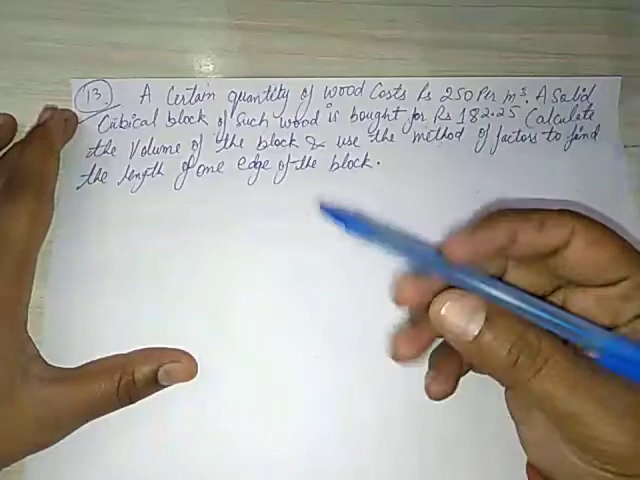 13. A Certain quantity of wood Costs Rs 250 Per m³. A Solid
Cubical block of Such wood is bought for Rs 182.25 Calculate
the Volume of the block & use the method of factors to find
the length of one edge of the block.